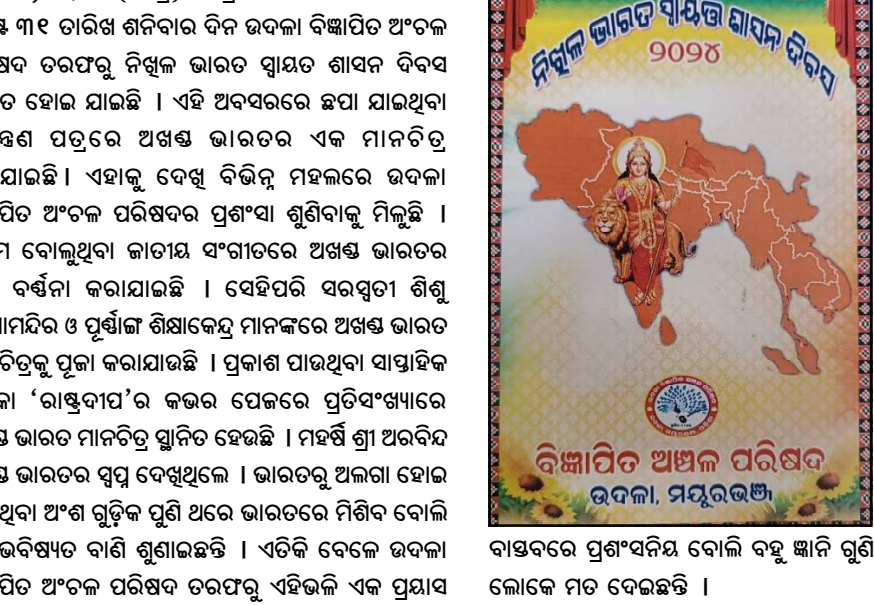 ୩୧ ତାରିଖ ଶନିବାର ଦିନ ଉଦଳା ବିଜ୍ଞାପିତ ଅଂଚଳ
ତରଫରୁ ନିଖିଳ ଭାରତ ସ୍ୱାୟତ ଶାସନ ଦିବସ
ହୋଇ ଯାଇଛି । ଏହି ଅବସରରେ ଛପା ଯାଇଥିବା
ପତ୍ରରେ ଅଖଣ୍ଡ ଭାରତର ଏକ ମାନଚିତ୍ର
ଯାଇଛି । ଏହାକୁ ଦେଖି ବିଭିନ୍ନ ମହଲରେ ଉଦଳା
ଅଂଚଳ ପରିଷଦର ପ୍ରଶଂସା ଶୁଣିବାକୁ ମିଳୁଛି ।
ବୋଲୁଥିବା ଜାତୀୟ ସଂଗୀତରେ ଅଖଣ୍ଡ ଭାରତର
ବର୍ଣ୍ଣନା କରାଯାଇଛି । ସେହିପରି ସରସ୍ୱତୀ ଶିଶୁ
ଓ ପୂର୍ଣ୍ଣାଙ୍ଗ ଶିକ୍ଷାକେନ୍ଦ୍ର ମାନଙ୍କରେ ଅଖଣ୍ଡ ଭାରତ
ପୂଜା କରାଯାଉଛି । ପ୍ରକାଶ ପାଉଥିବା ସାପ୍ତାହିକ
‘ରାଷ୍ଟ୍ରଦୀପ’ର କଭର ପେଜରେ ପ୍ରତିସଂଖ୍ୟାରେ
ଭାରତ ମାନଚିତ୍ର ସ୍ଥାନିତ ହେଉଛି । ମହର୍ଷି ଶ୍ରୀ ଅରବିନ୍ଦ
ଭାରତର ସ୍ୱପ୍ନ ଦେଖିଥିଲେ । ଭାରତରୁ ଅଲଗା ହୋଇ
ଅଂଶ ଗୁଡ଼ିକ ପୁଣି ଥରେ ଭାରତରେ ମିଶିବ ବୋଲି
ଭବିଷ୍ୟତ ବାଣି ଶୁଣାଇଛନ୍ତି । ଏତିକି ବେଳେ ଉଦଳା
ଅଂଚଳ ପରିଷଦ ତରଫରୁ ଏହିଭଳି ଏକ ପ୍ରୟାସ
ନିଖିଳ ଭାରତ ସ୍ୱାୟତ୍ତ ଶାସନ ଦିବସ
୨୦୨୪
ବିଜ୍ଞାପିତ ଅଞ୍ଚଳ ପରିଷଦ
ଉଦଳା, ମୟୂରଭଞ୍ଜ
ବାସ୍ତବରେ ପ୍ରଶଂସନିୟ ବୋଲି ବହୁ ଜ୍ଞାନି ଗୁଣି
ଲୋକେ ମତ ଦେଇଛନ୍ତି ।